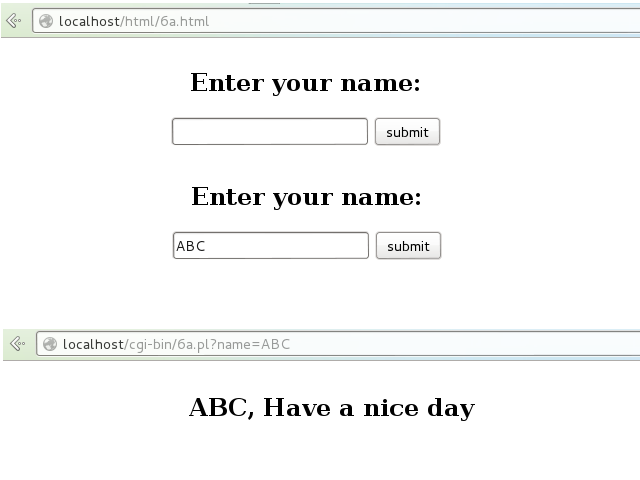 localhost/html/6a.html
Enter your name:
submit
Enter your name:
ABC submit
localhost/cgi-bin/6a.pl?name=ABC
ABC, Have a nice day